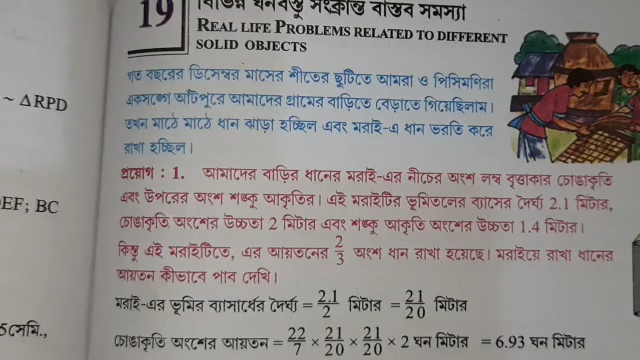 19
বিভিন্ন ঘনবস্তু সংক্রান্ত বাস্তব সমস্যা
REAL LIFE PROBLEMS RELATED TO DIFFERENT
SOLID OBJECTS
গত বছরের ডিসেম্বর মাসের শীতের ছুটিতে আমরা ও পিসিমণিরা
একসঙ্গে আটপুরে আমাদের গ্রামের বাড়িতে বেড়াতে গিয়েছিলাম।
তখন মাঠে মাঠে ধান ঝাড়া হচ্ছিল এবং মরাই-এ ধান ভরতি করে
রাখা হচ্ছিল।
প্রয়োগ : 1. আমাদের বাড়ির ধানের মরাই-এর নীচের অংশ লম্ব বৃত্তাকার চোঙাকৃতি
এবং উপরের অংশ শঙ্কু আকৃতির। এই মরাইটির ভূমিতলের ব্যাসের দৈর্ঘ্য 2.1 মিটার,
চোঙাকৃতি অংশের উচ্চতা 2 মিটার এবং শঙ্কু আকৃতি অংশের উচ্চতা 1.4 মিটার।
কিন্তু এই মরাইটিতে, এর আয়তনের 2/3 অংশ ধান রাখা হয়েছে। মরাইয়ে রাখা ধানের
আয়তন কীভাবে পাব দেখি।
মরাই-এর ভূমির ব্যাসার্ধের দৈর্ঘ্য = 2.1/2 মিটার = 21/20 মিটার
চোঙাকৃতি অংশের আয়তন = 22/7 × 21/20 × 21/20 × 2 ঘন মিটার = 6.93 ঘন মিটার
~ ΔRPD
EF; BC
5সেমি.,